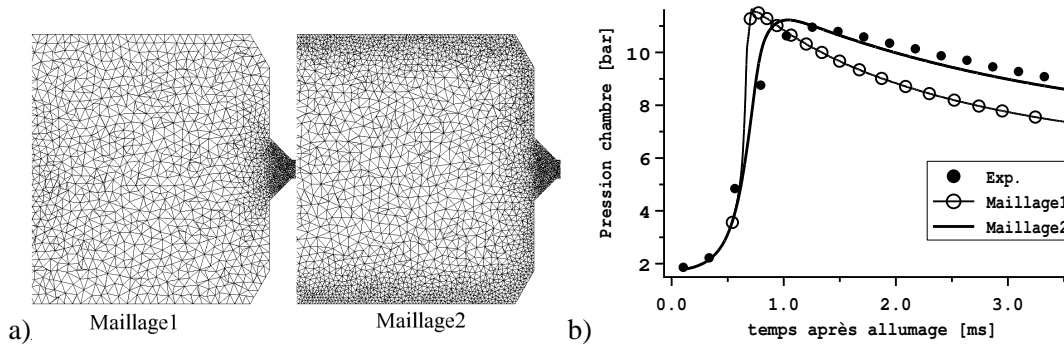 Maillage1
Maillage2
a)
b)
Pression chambre [bar]
10
8
6
4
2
0.0
1.0
2.0
3.0
temps après allumage [ms]
Exp.
Maillage1
Maillage2